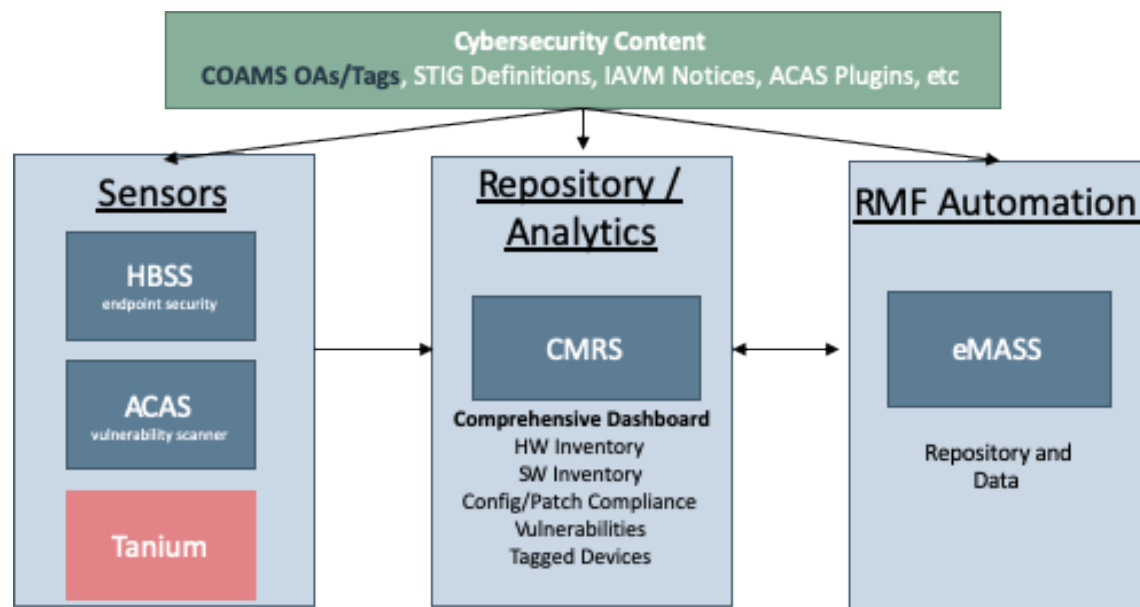 Cybersecurity Content
COAMS OAs/Tags, STIG Definitions, IAVM Notices, ACAS Plugins, etc
Sensors
HBSS
endpoint security
ACAS
vulnerability scanner
Tanium
Repository /
Analytics
CMRS
Comprehensive Dashboard
HW Inventory
SW Inventory
Config/Patch Compliance
Vulnerabilities
Tagged Devices
RMF Automation
eMASS
Repository and
Data